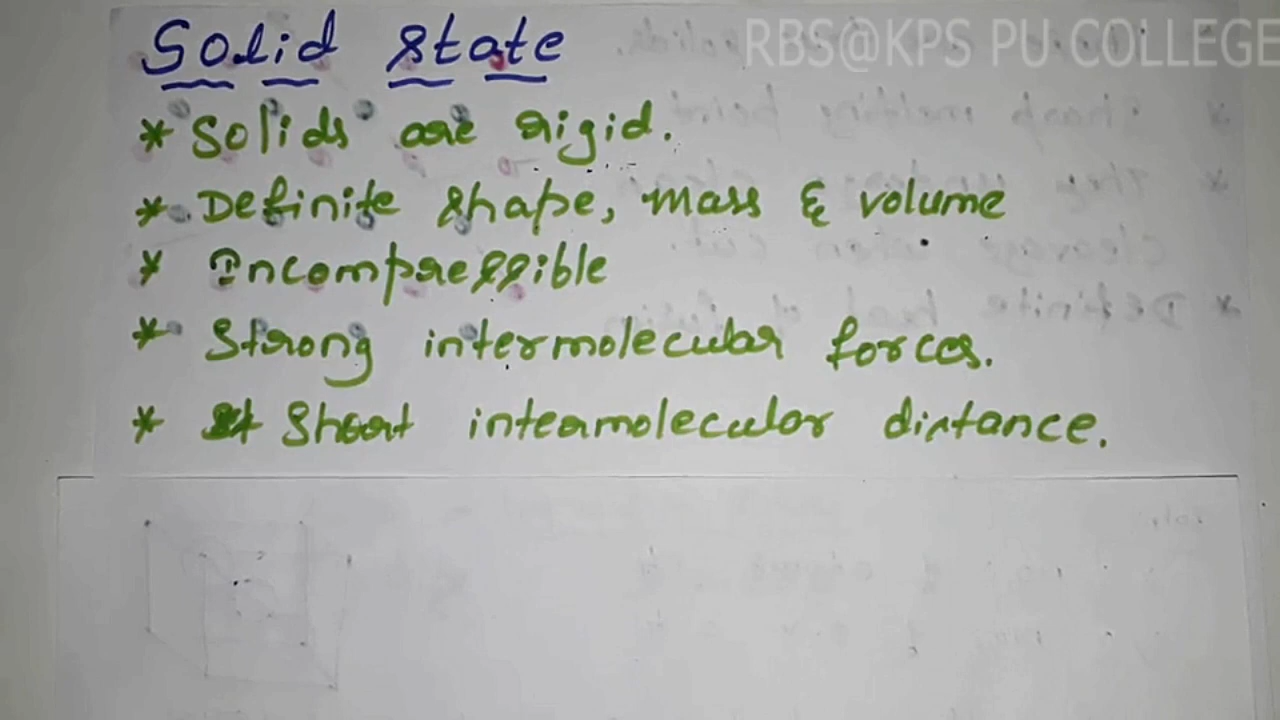 Solid State
RBS@KPS PU COLLEGE
* Solids are rigid.
* Definite shape, mass & volume
* Incompressible
* Strong intermolecular forces.
* Short intermolecular distance.